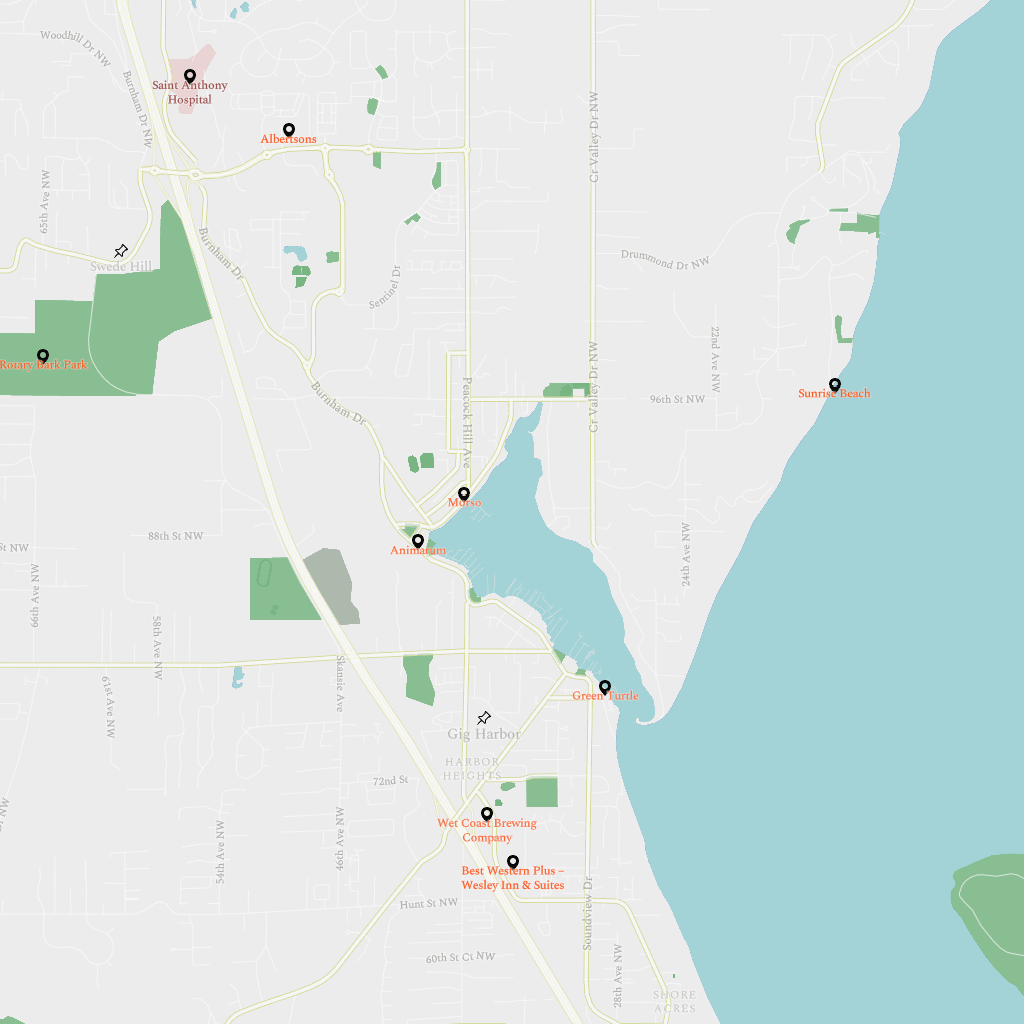 Woodhill Dr NW
Burnham Dr NW
Saint Anthony
Hospital
Albertsons
Cr Valley Dr NW
65th Ave NW
Swede Hill
Burnham Dr
Sentinel Dr
Drummond Dr NW
Rotary Bark Park
22nd Ave NW
Cr Valley Dr NW
Peacock Hill Ave
96th St NW
Sunrise Beach
Burnham Dr
Morso
88th St NW
St NW
Animarum
24th Ave NW
66th Ave NW
58th Ave NW
Skansie Ave
61st Ave NW
Green Turtle
Gig Harbor
HARBOR
HEIGHTS
72nd St
Dr NW
54th Ave NW
46th Ave NW
Wet Coast Brewing
Company
Best Western Plus –
Wesley Inn & Suites
Hunt St NW
Soundview Dr
60th St Ct NW
28th Ave NW
SHORE
ACRES